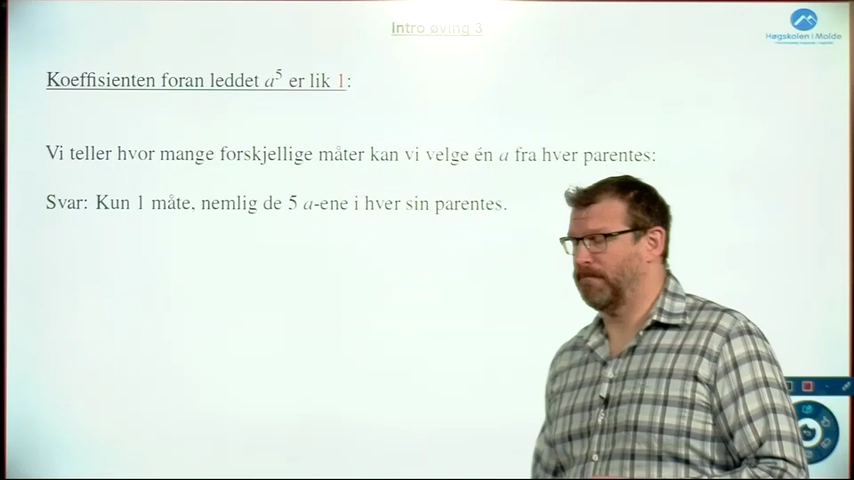 Intro øving 3
Høgskolen i Molde
Koeffisienten foran leddet a⁵ er lik 1:
Vi teller hvor mange forskjellige måter kan vi velge én a fra hver parentes:
Svar: Kun 1 måte, nemlig de 5 a-ene i hver sin parentes.